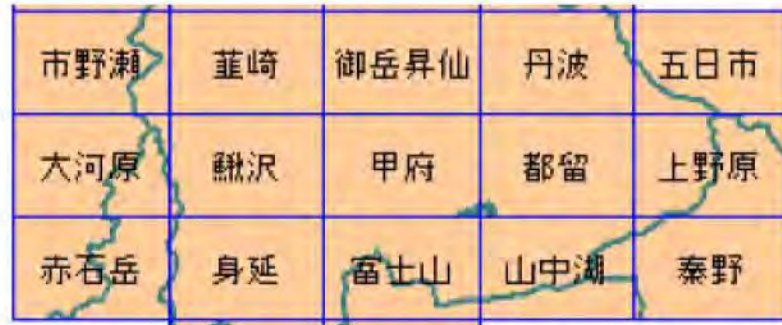 市野瀬 韮崎 御岳昇仙 丹波 五日市
大河原 鰍沢 甲府 都留 上野原
赤石岳 身延 富士山 山中湖 秦野